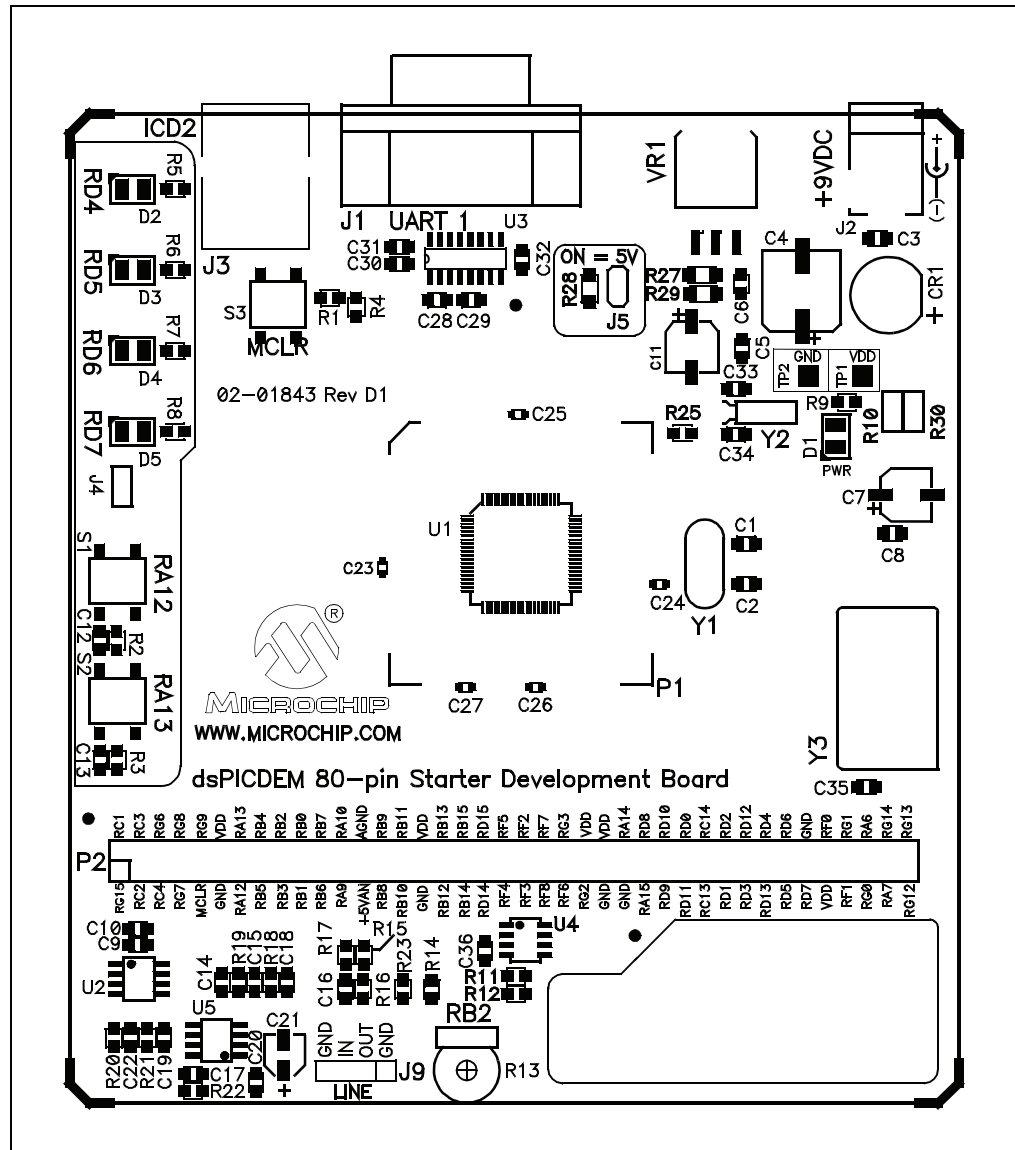 ICD2
J3
J1 UART 1
U3
VR1
+9VDC
J2
+
(-)
C3
RD4
R5
D2
RD5
R6
D3
RD6
R7
D4
RD7
R8
D5
J4
S3
MCLR
R1
R4
C31
C30
C32
C28
C29
ON = 5V
R28
J5
R27
R29
C6
C4
+
CR1
+
C11
+
C5
C33
TP2
GND
TP1
VDD
02-01843 Rev D1
C25
R25
Y2
C34
R9
D1
PWR
R10
R30
C7
+
C8
U1
C23
C24
C1
C2
Y1
P1
C27
C26
S1
RA12
C12
R2
S2
RA13
C13
R3
®
MICROCHIP
WWW.MICROCHIP.COM
Y3
C35
dsPICDEM 80-pin Starter Development Board
RC1 RC3 RG6 RG8 RG9 VDD RA13 RB4 RB2 RB0 RB7 RA10 AGND RB9 RB11 VDD RB13 RB15 RD15 RF5 RF2 RF7 RG3 VDD VDD RA14 RD8 RD10 RD0 RC14 RD2 RD12 RD4 RD6 GND RF0 RG1 RA6 RG14 RG13
P2
RG15 RC2 RC4 RG7 MCLR GND RA12 RB5 RB3 RB1 RB6 RA9 +5VAN RB8 RB10 GND RB12 RB14 RD14 RF4 RF3 RF8 RF6 RG2 GND GND RA15 RD9 RD11 RC13 RD1 RD3 RD13 RD5 RD7 VDD RF1 RG0 RA7 RG12
C10
C9
U2
C14
R19
C15
R18
C18
R17
R15
C16
R16
R23
R14
C36
U4
R11
R12
U5
R20
C22
R21
C19
C17
R22
C20
C21
+
GND
IN
OUT
GND
LINE
J9
RB2
R13